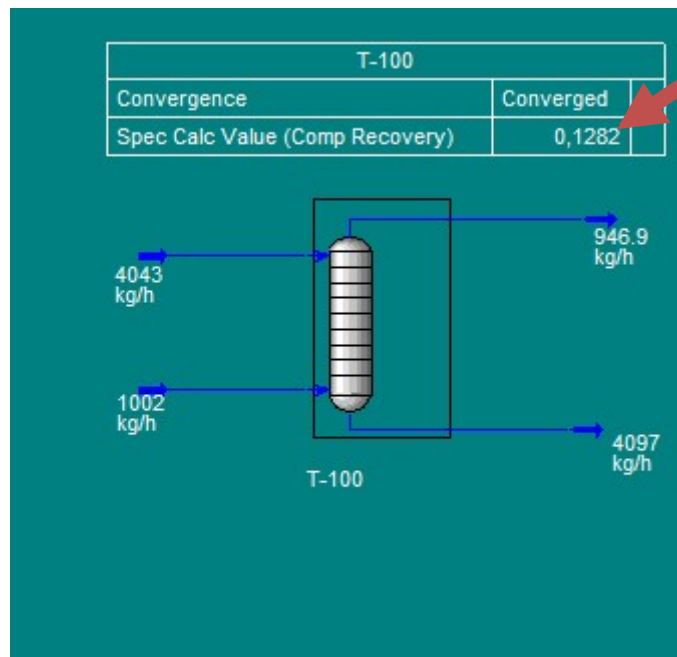 T-100
Convergence Converged
Spec Calc Value (Comp Recovery) 0,1282
946.9
kg/h
4043
kg/h
1002
kg/h
4097
kg/h
T-100